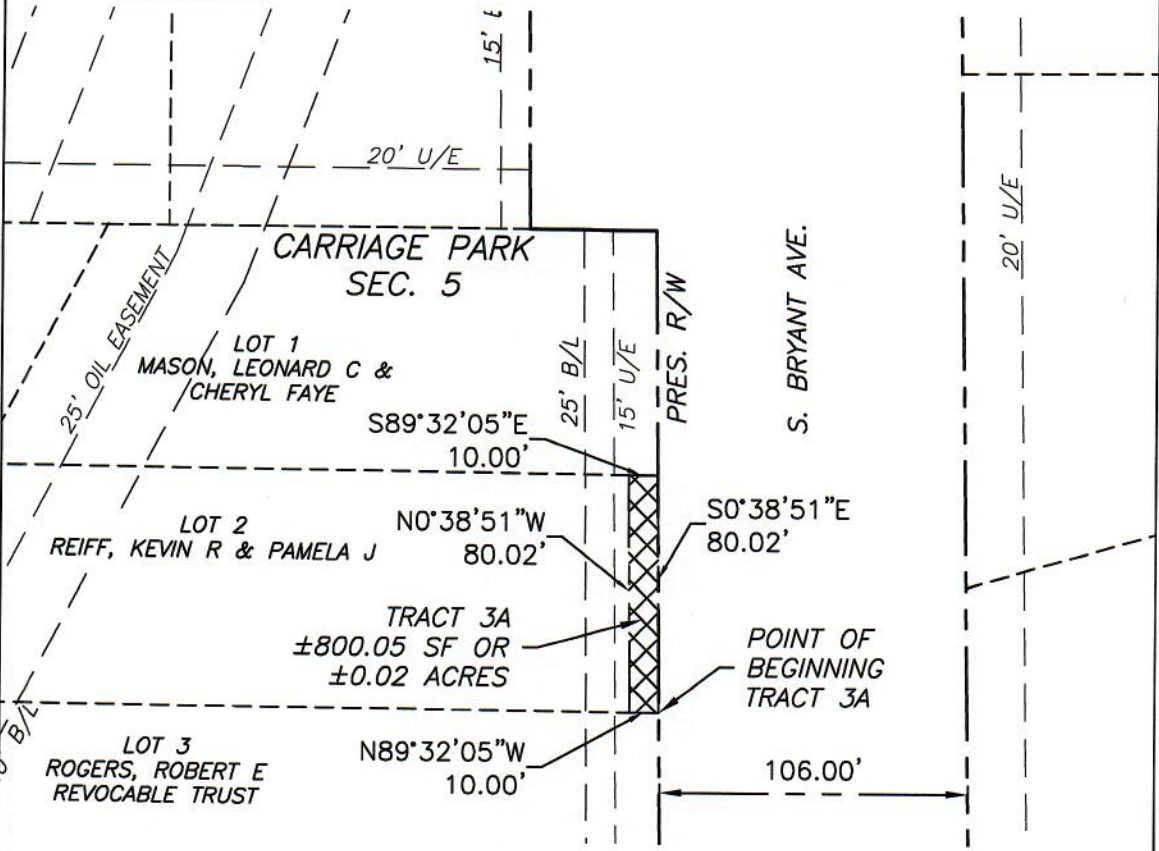 15'
20' U/E
20' U/E
CARRIAGE PARK
SEC. 5
25' OIL EASEMENT
LOT 1
MASON, LEONARD C &
CHERYL FAYE
25' B/L
15' U/E
PRES. R/W
S. BRYANT AVE.
S89°32'05"E
10.00'
LOT 2
REIFF, KEVIN R & PAMELA J
N0°38'51"W
80.02'
S0°38'51"E
80.02'
TRACT 3A
±800.05 SF OR
±0.02 ACRES
POINT OF
BEGINNING
TRACT 3A
B/L
LOT 3
ROGERS, ROBERT E
REVOCABLE TRUST
N89°32'05"W
10.00'
106.00'